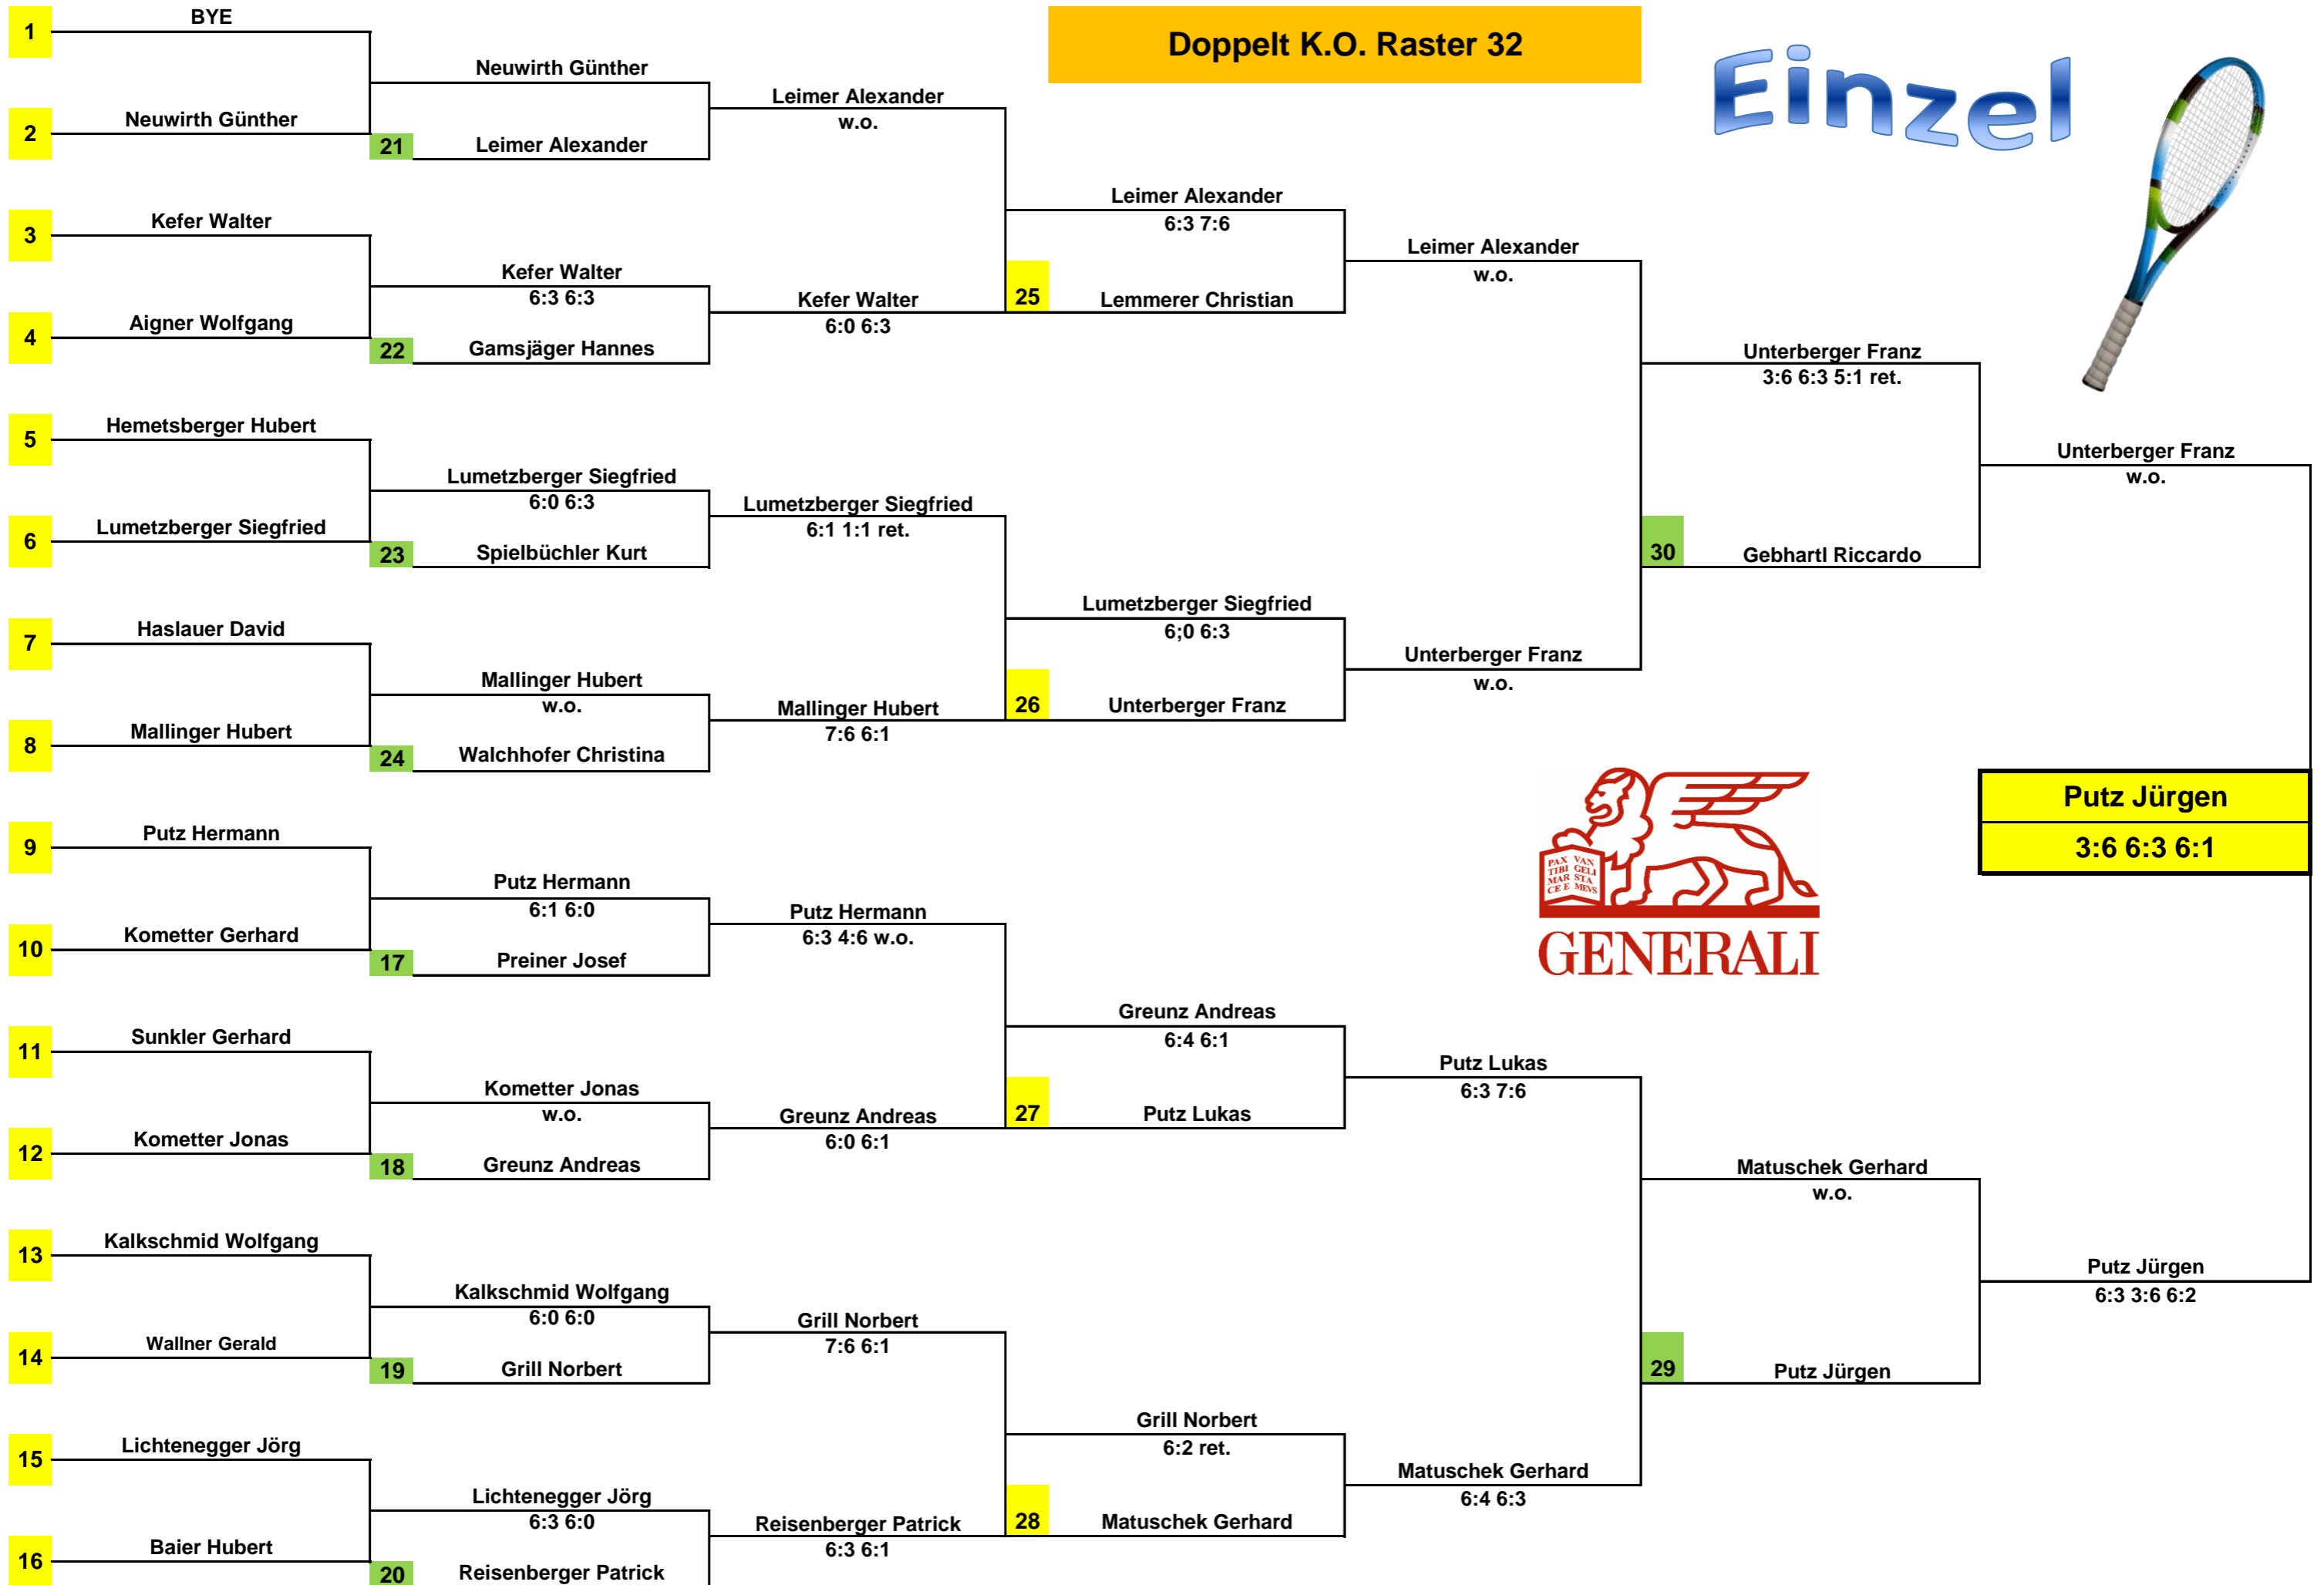 Doppelt K.O. Raster 32
Einzel
1
BYE
2
Neuwirth Günther
Neuwirth Günther
21
Leimer Alexander
Leimer Alexander
w.o.
3
Kefer Walter
4
Aigner Wolfgang
Kefer Walter
6:3 6:3
22
Gamsjäger Hannes
Kefer Walter
6:0 6:3
Leimer Alexander
6:3 7:6
25
Lemmerer Christian
Leimer Alexander
w.o.
5
Hemetsberger Hubert
6
Lumetzberger Siegfried
Lumetzberger Siegfried
6:0 6:3
23
Spielbüchler Kurt
Lumetzberger Siegfried
6:1 1:1 ret.
7
Haslauer David
8
Mallinger Hubert
Mallinger Hubert
w.o.
24
Walchhofer Christina
Mallinger Hubert
7:6 6:1
Lumetzberger Siegfried
6;0 6:3
26
Unterberger Franz
Unterberger Franz
w.o.
Unterberger Franz
3:6 6:3 5:1 ret.
30
Gebhartl Riccardo
Unterberger Franz
w.o.
PAX VAN
TIBI GELI
MAR STA
CE E MEVS
GENERALI
Putz Jürgen
3:6 6:3 6:1
9
Putz Hermann
10
Kometter Gerhard
Putz Hermann
6:1 6:0
17
Preiner Josef
Putz Hermann
6:3 4:6 w.o.
11
Sunkler Gerhard
12
Kometter Jonas
Kometter Jonas
w.o.
18
Greunz Andreas
Greunz Andreas
6:0 6:1
Greunz Andreas
6:4 6:1
27
Putz Lukas
Putz Lukas
6:3 7:6
13
Kalkschmid Wolfgang
14
Wallner Gerald
Kalkschmid Wolfgang
6:0 6:0
19
Grill Norbert
Grill Norbert
7:6 6:1
15
Lichtenegger Jörg
16
Baier Hubert
Lichtenegger Jörg
6:3 6:0
20
Reisenberger Patrick
Reisenberger Patrick
6:3 6:1
Grill Norbert
6:2 ret.
28
Matuschek Gerhard
Matuschek Gerhard
6:4 6:3
Matuschek Gerhard
w.o.
29
Putz Jürgen
Putz Jürgen
6:3 3:6 6:2